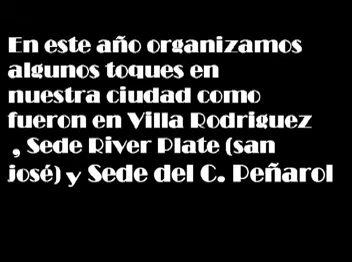 En este año organizamos
algunos toques en
nuestra ciudad como
fueron en Villa Rodriguez
, Sede River Plate (san
josé) y Sede del C. Peñarol